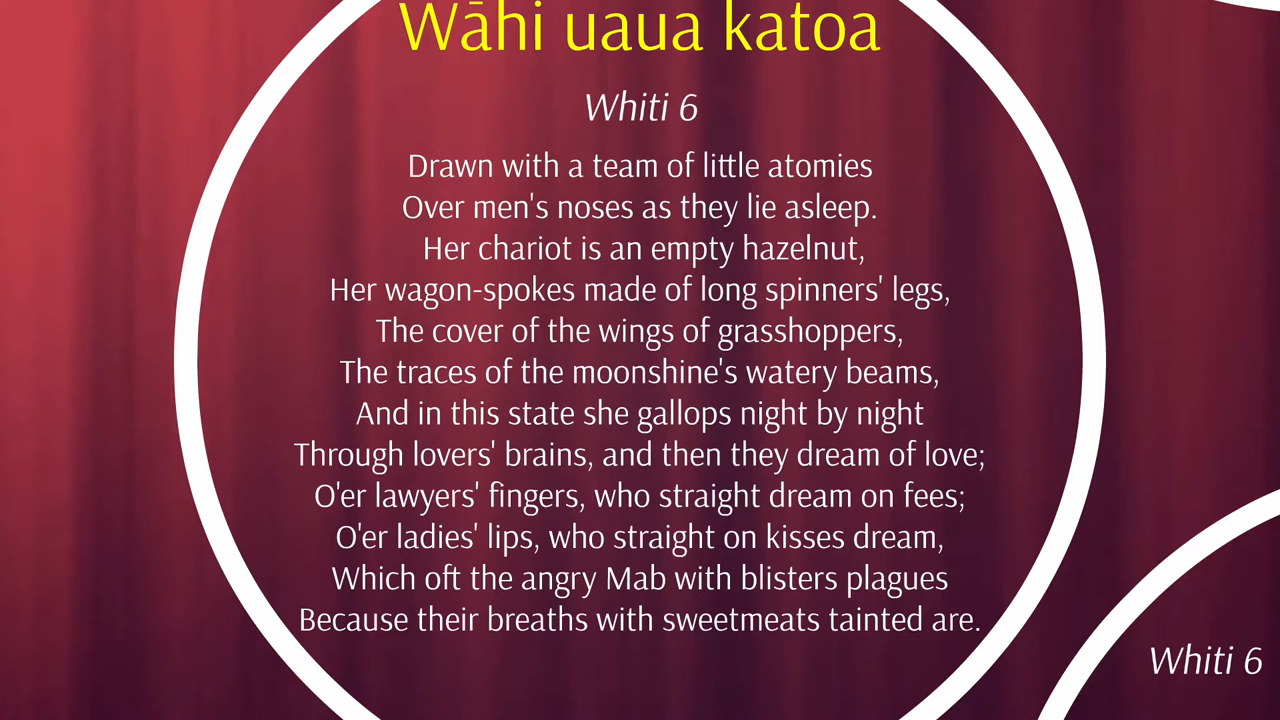 Wāhi uaua katoa
Whiti 6
Drawn with a team of little atomies
Over men's noses as they lie asleep.
Her chariot is an empty hazelnut,
Her wagon-spokes made of long spinners' legs,
The cover of the wings of grasshoppers,
The traces of the moonshine's watery beams,
And in this state she gallops night by night
Through lovers' brains, and then they dream of love;
O'er lawyers' fingers, who straight dream on fees;
O'er ladies' lips, who straight on kisses dream,
Which oft the angry Mab with blisters plagues
Because their breaths with sweetmeats tainted are.
Whiti 6